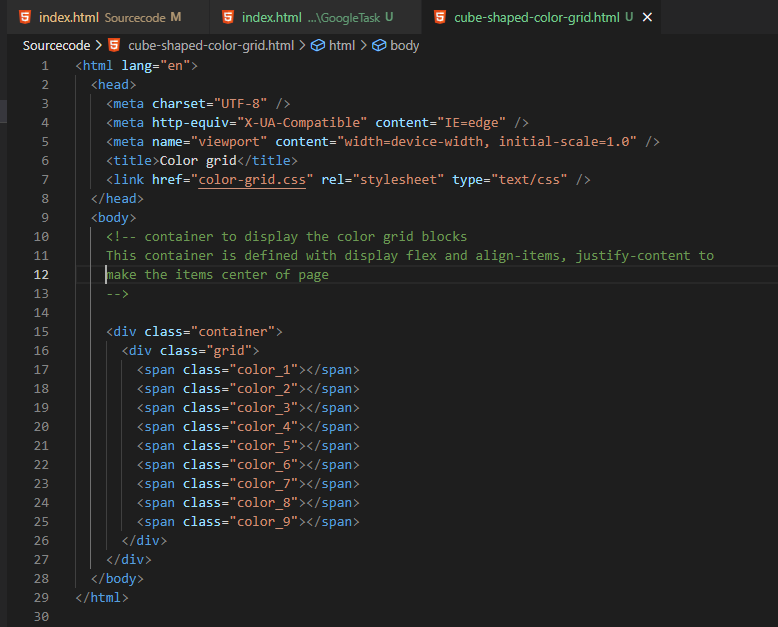 index.html Sourcecode M index.html ...\GoogleTask U cube-shaped-color-grid.html U
Sourcecode > cube-shaped-color-grid.html > html > body
1 <html lang="en">
2 <head>
3 <meta charset="UTF-8" />
4 <meta http-equiv="X-UA-Compatible" content="IE=edge" />
5 <meta name="viewport" content="width=device-width, initial-scale=1.0" />
6 <title>Color grid</title>
7 <link href="color-grid.css" rel="stylesheet" type="text/css" />
8 </head>
9 <body>
10 <!-- container to display the color grid blocks
11 This container is defined with display flex and align-items, justify-content to
12 make the items center of page
13 -->
14
15 <div class="container">
16 <div class="grid">
17 <span class="color_1"></span>
18 <span class="color_2"></span>
19 <span class="color_3"></span>
20 <span class="color_4"></span>
21 <span class="color_5"></span>
22 <span class="color_6"></span>
23 <span class="color_7"></span>
24 <span class="color_8"></span>
25 <span class="color_9"></span>
26 </div>
27 </div>
28 </body>
29 </html>
30